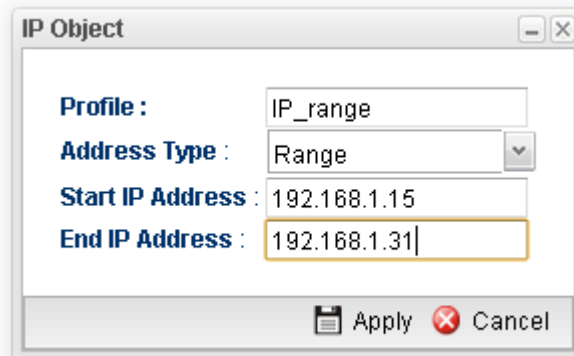 IP Object
Profile : IP_range
Address Type : Range
Start IP Address : 192.168.1.15
End IP Address : 192.168.1.31
Apply Cancel